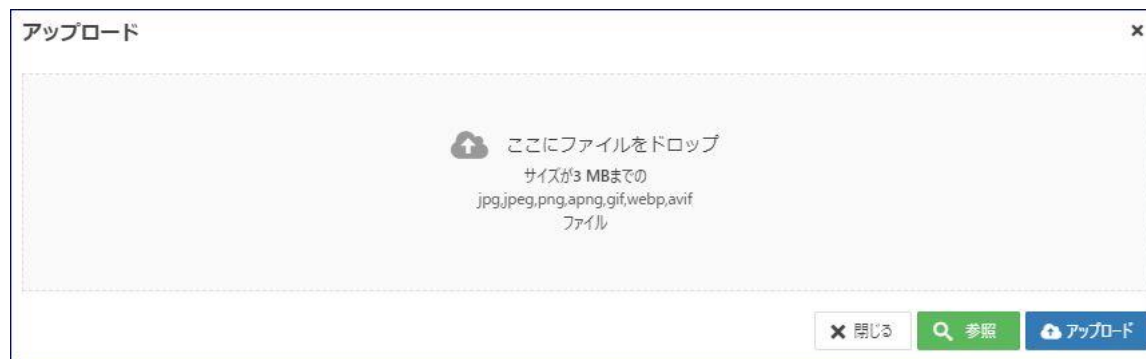 アップロード
ここにファイルをドロップ
サイズが3 MBまでの
jpg,jpeg,png,apng,gif,webp,avif
ファイル
閉じる
参照
アップロード